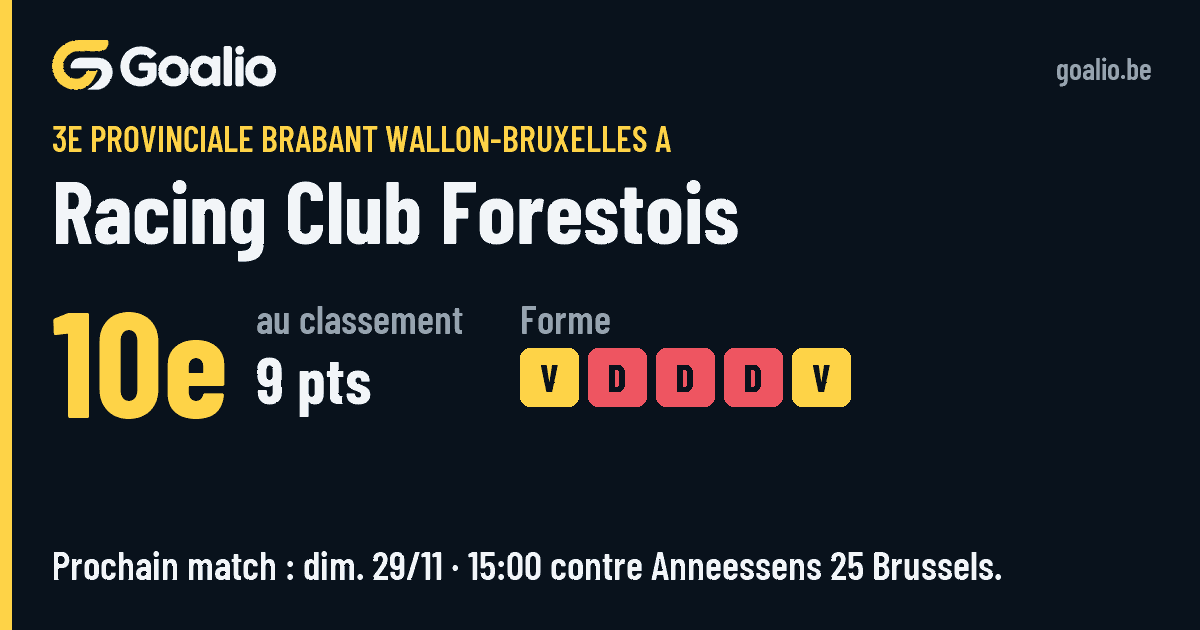 Goalio
goalio.be
3E PROVINCIALE BRABANT WALLON-BRUXELLES A
Racing Club Forestois
10e
au classement
9 pts
Forme
V D D D V
Prochain match : dim. 29/11 · 15:00 contre Anneessens 25 Brussels.